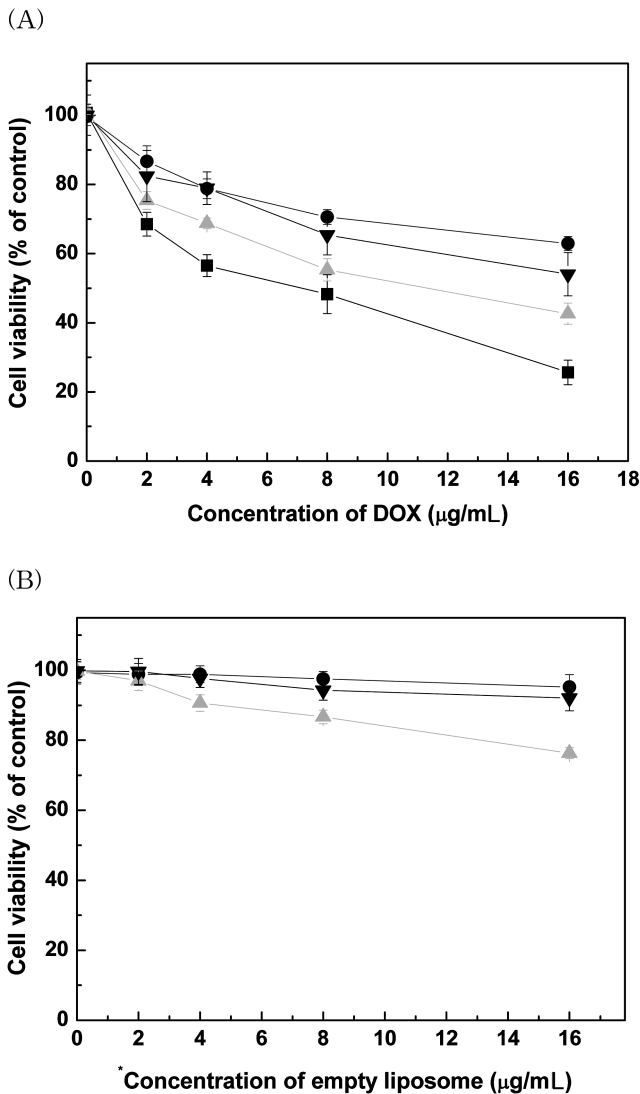 (A)
100
80
60
40
20
0
Cell viability (% of control)
0 2 4 6 8 10 12 14 16 18
Concentration of DOX (μg/mL)
(B)
100
80
60
40
20
0
Cell viability (% of control)
0 2 4 6 8 10 12 14 16
*Concentration of empty liposome (μg/mL)